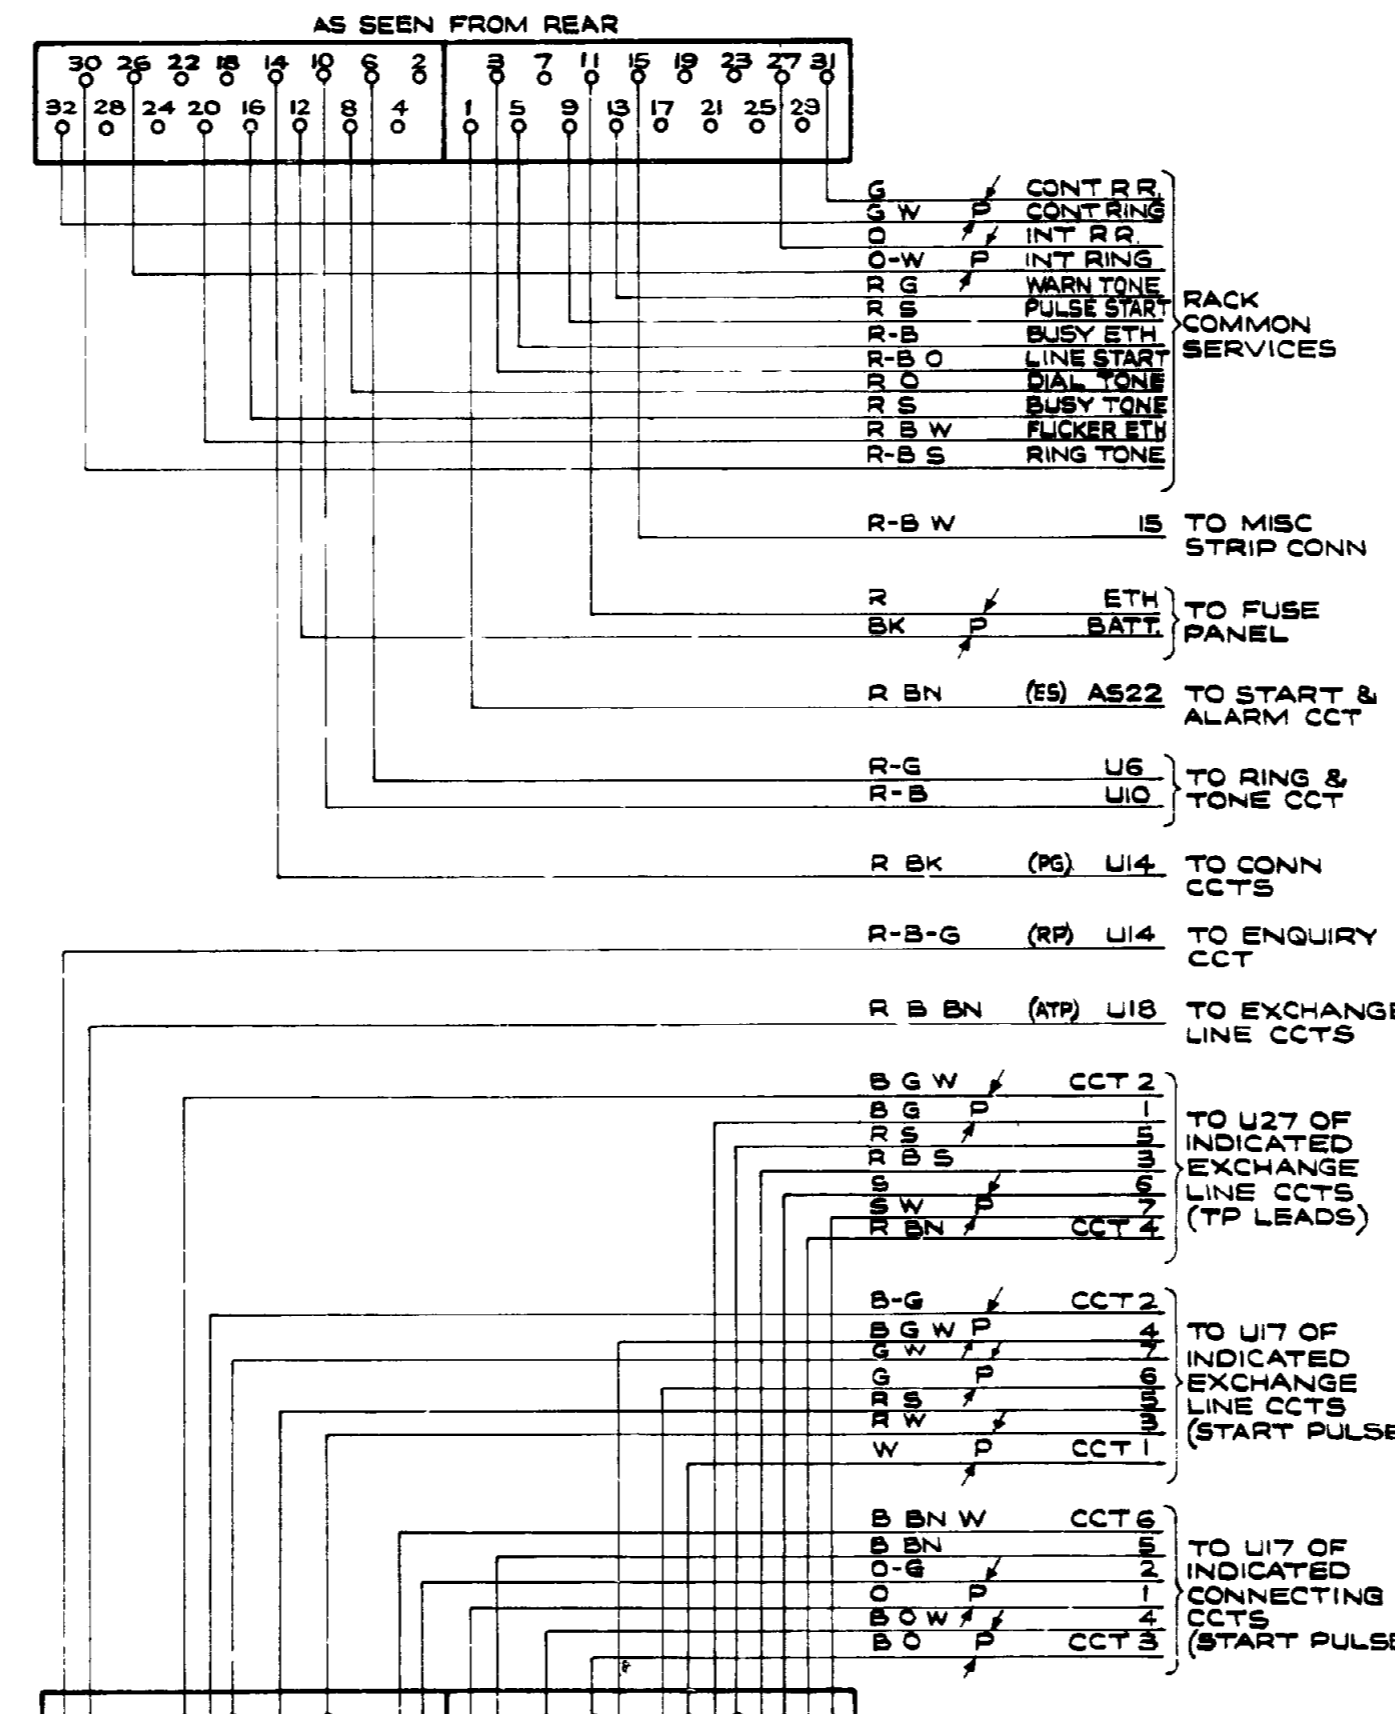 AS SEEN FROM REAR
30 26 22 18 14 10 6 2 3 7 11 15 19 23 27 31
32 28 24 20 16 12 8 4 1 5 9 13 17 21 25 29
G CONT R R.
G W P CONT RING
O INT R R.
O-W P INT RING
R G WARN TONE
R S PULSE START
R-B BUSY ETH
R-B O LINE START
R O DIAL TONE
R S BUSY TONE
R B W FLICKER ETH
R-B S RING TONE
RACK
COMMON
SERVICES
R-B W 15 TO MISC
STRIP CONN
R ETH
BK P BATT.
TO FUSE
PANEL
R BN (ES) AS22 TO START &
ALARM CCT
R-G U6
R-B U10
TO RING &
TONE CCT
R BK (PG) U14 TO CONN
CCTS
R-B-G (RP) U14 TO ENQUIRY
CCT
R B BN (ATP) U18 TO EXCHANGE
LINE CCTS
B G W CCT 2
B G P 1
R S 5
R B S 3
S 6
S W P 7
R BN CCT 4
TO U27 OF
INDICATED
EXCHANGE
LINE CCTS
(TP LEADS)
B-G CCT 2
B G W P 4
G W 7
G P 6
R S 5
R W 3
W P CCT 1
TO U17 OF
INDICATED
EXCHANGE
LINE CCTS
(START PULSE
B BN W CCT 6
B BN 5
O-G 2
O P 1
B O W 4
B O P CCT 3
TO U17 OF
INDICATED
CONNECTING
CCTS
(START PULSE